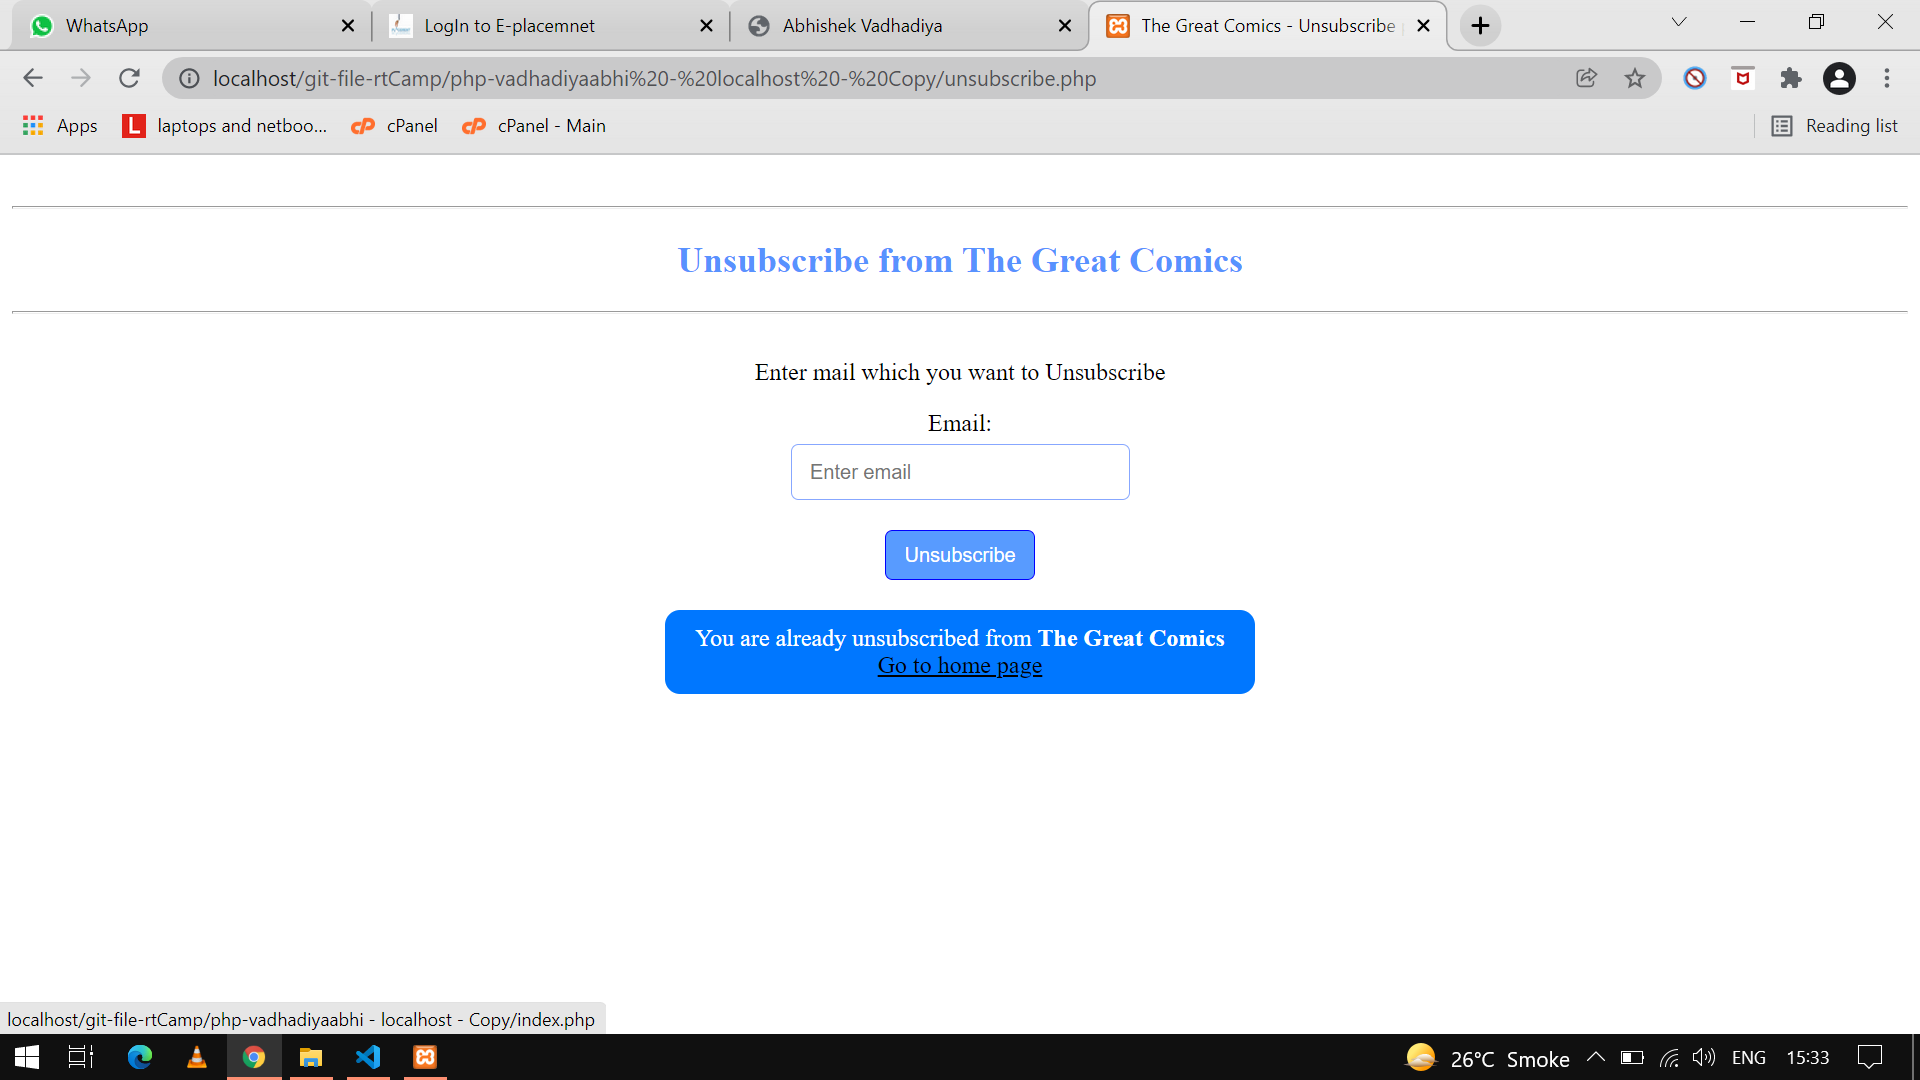 WhatsApp
LogIn to E-placemnet
Abhishek Vadhadiya
The Great Comics - Unsubscribe
localhost/git-file-rtCamp/php-vadhadiyaabhi%20-%20localhost%20-%20Copy/unsubscribe.php
Apps
L laptops and netboo...
cP cPanel
cP cPanel - Main
Reading list
Unsubscribe from The Great Comics
Enter mail which you want to Unsubscribe
Email:
Enter email
Unsubscribe
You are already unsubscribed from The Great Comics
Go to home page
localhost/git-file-rtCamp/php-vadhadiyaabhi - localhost - Copy/index.php
26°C Smoke
ENG
15:33